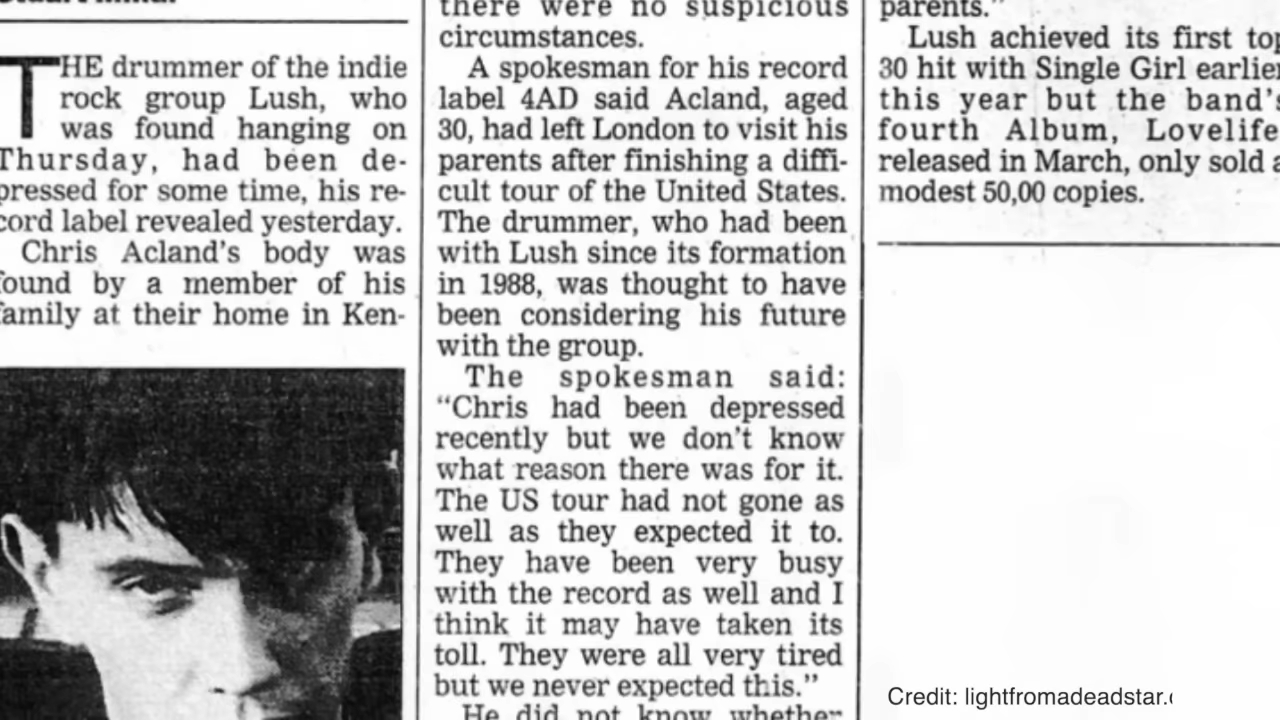 THE drummer of the indie
rock group Lush, who
was found hanging on
Thursday, had been de-
pressed for some time, his re-
cord label revealed yesterday.
Chris Acland's body was
found by a member of his
family at their home in Ken-
there were no suspicious
circumstances.
A spokesman for his record
label 4AD said Acland, aged
30, had left London to visit his
parents after finishing a diffi-
cult tour of the United States.
The drummer, who had been
with Lush since its formation
in 1988, was thought to have
been considering his future
with the group.
The spokesman said:
“Chris had been depressed
recently but we don't know
what reason there was for it.
The US tour had not gone as
well as they expected it to.
They have been very busy
with the record as well and I
think it may have taken its
toll. They were all very tired
but we never expected this.”
He did not know whether
parents.”
Lush achieved its first top
30 hit with Single Girl earlier
this year but the band's
fourth Album, Lovelife
released in March, only sold a
modest 50,00 copies.
Credit: lightfromadeadstar.